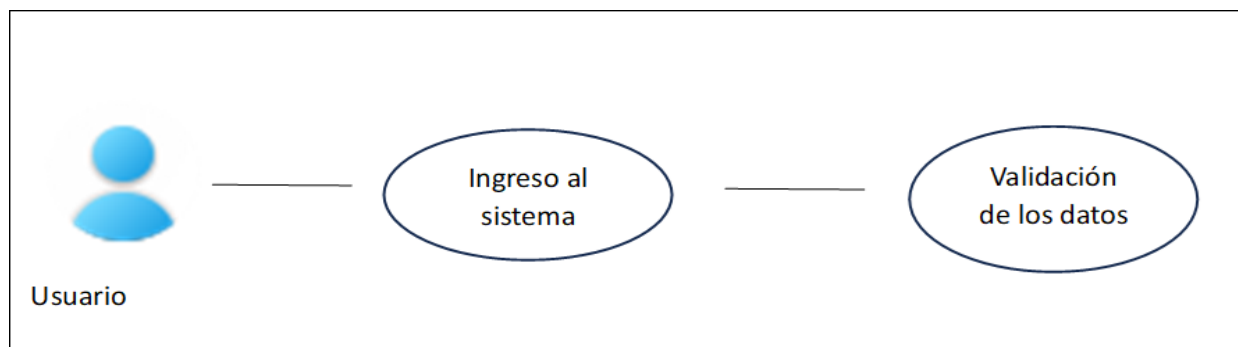 Usuario
Ingreso al
sistema
Validación
de los datos